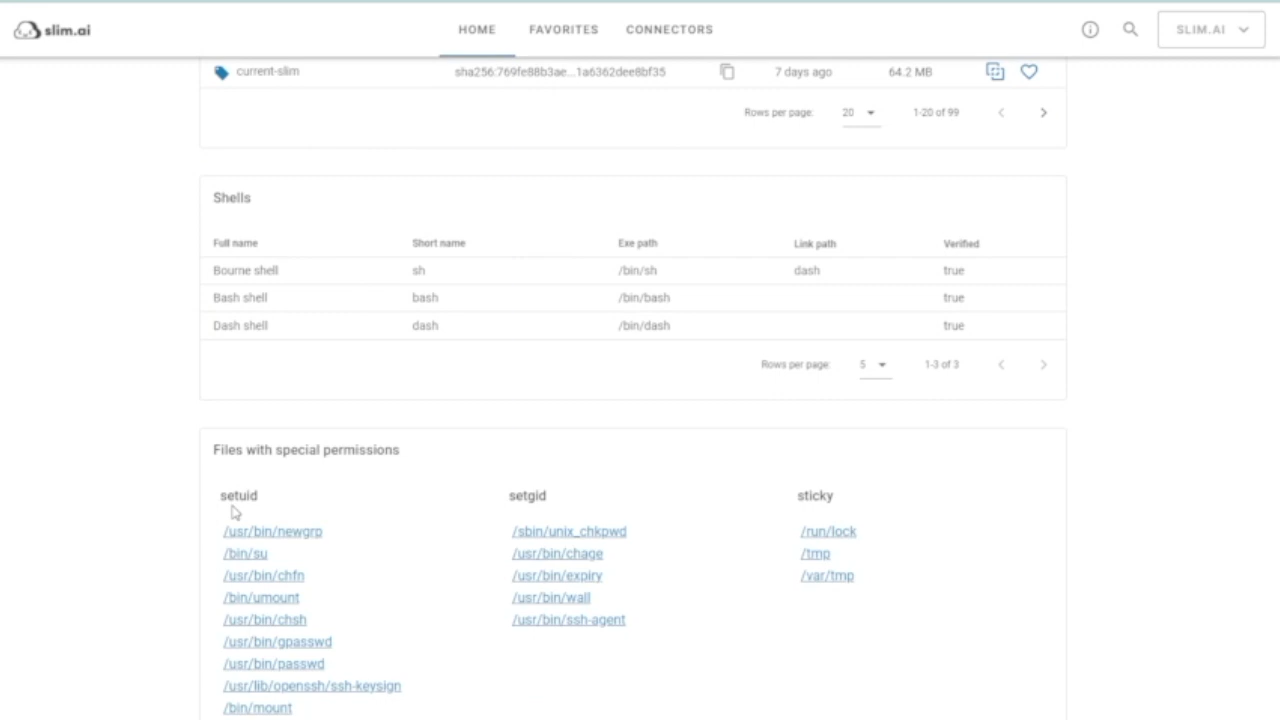 slim.ai HOME FAVORITES CONNECTORS SLIM.AI
current-slim sha256:769fe88b3ae...1a6362dee8bf35 7 days ago 64.2 MB
Rows per page: 20 1-20 of 99
Shells
Full name Short name Exe path Link path Verified
Bourne shell sh /bin/sh dash true
Bash shell bash /bin/bash true
Dash shell dash /bin/dash true
Rows per page: 5 1-3 of 3
Files with special permissions
setuid setgid sticky
/usr/bin/newgrp /sbin/unix_chkpwd /run/lock
/bin/su /usr/bin/chage /tmp
/usr/bin/chfn /usr/bin/expiry /var/tmp
/bin/umount /usr/bin/wall
/usr/bin/chsh /usr/bin/ssh-agent
/usr/bin/gpasswd
/usr/bin/passwd
/usr/lib/openssh/ssh-keysign
/bin/mount